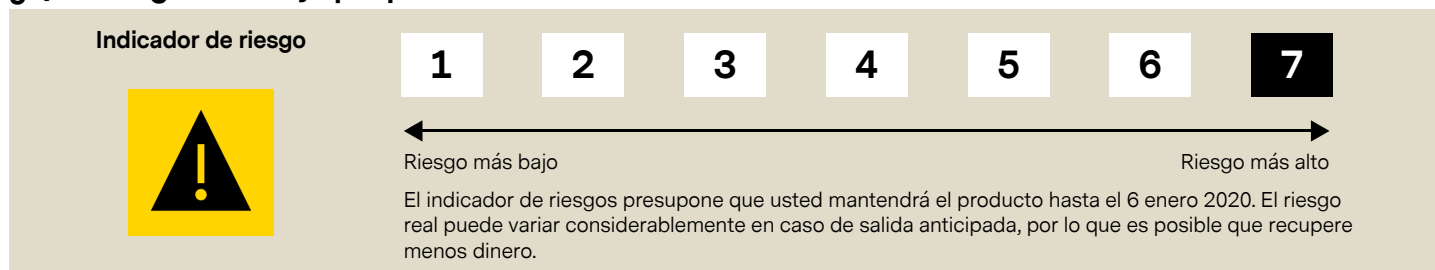 Indicador de riesgo
1 2 3 4 5 6 7
Riesgo más bajo Riesgo más alto
El indicador de riesgos presupone que usted mantendrá el producto hasta el 6 enero 2020. El riesgo
real puede variar considerablemente en caso de salida anticipada, por lo que es posible que recupere
menos dinero.